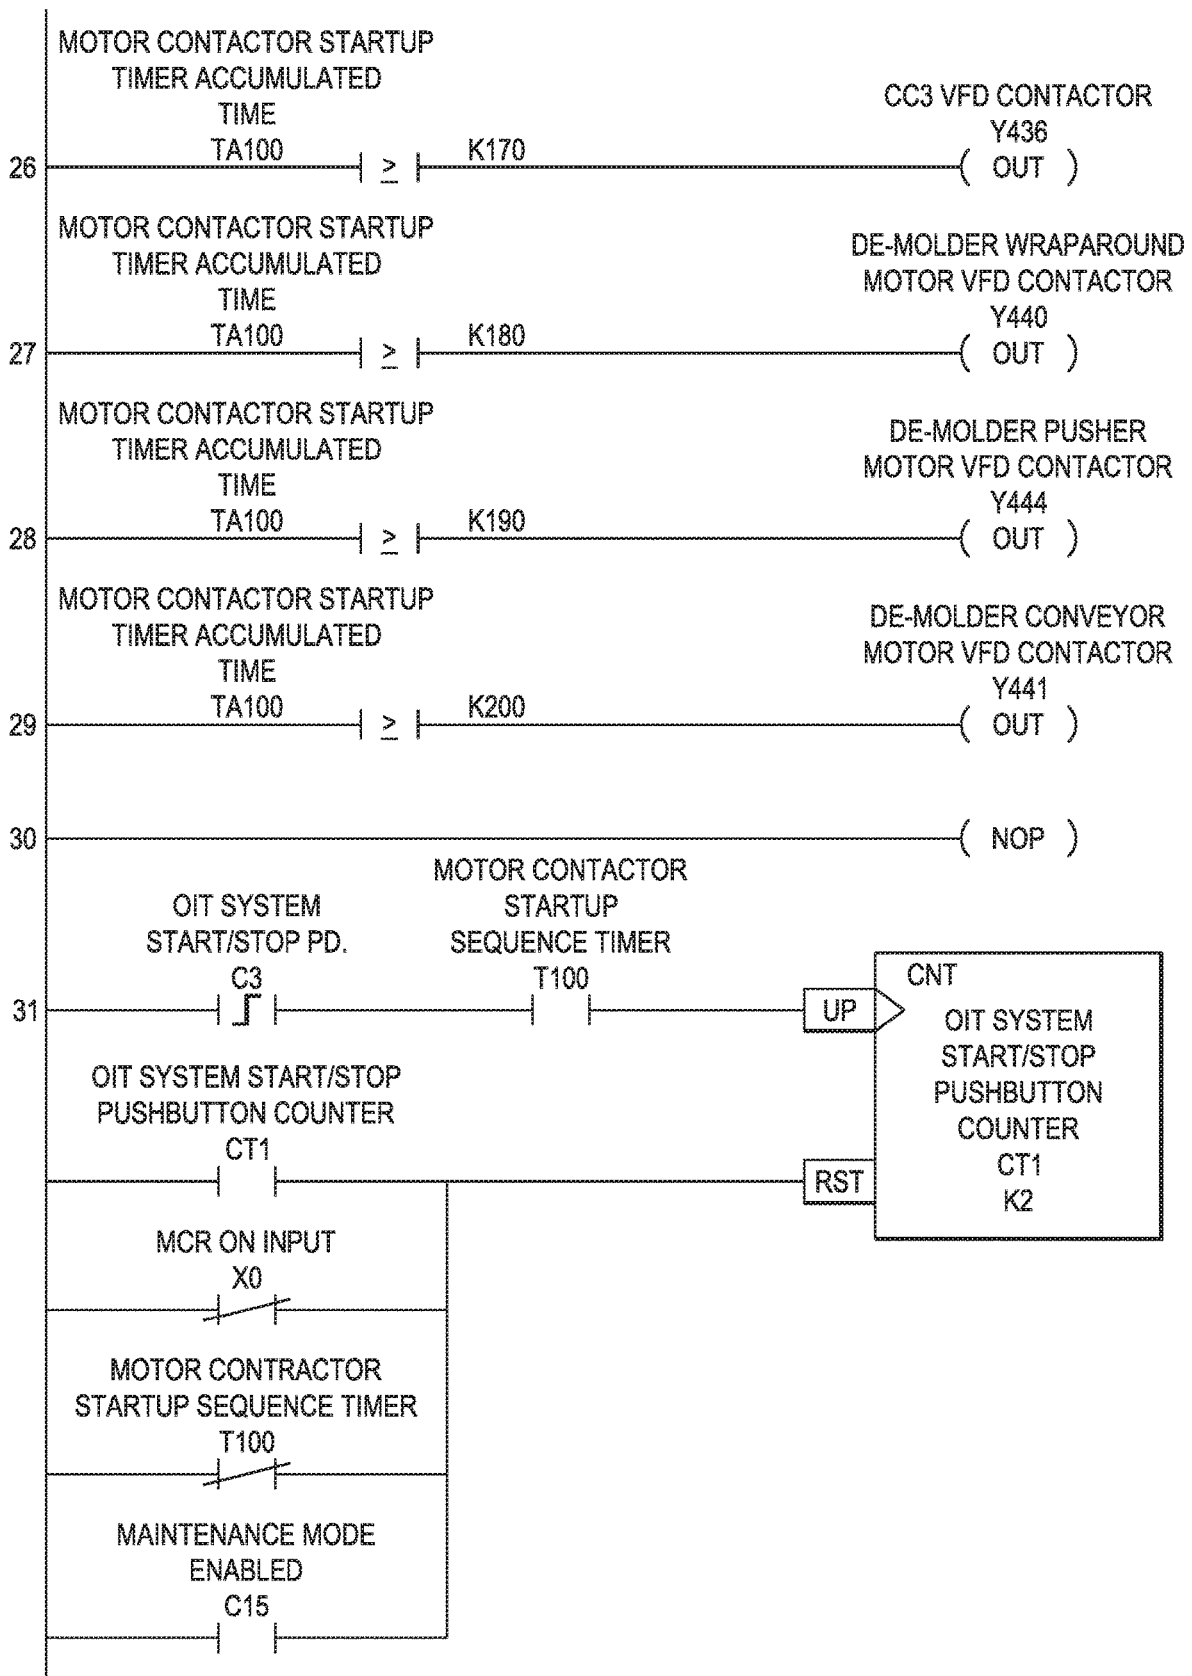 MOTOR CONTACTOR STARTUP
TIMER ACCUMULATED
TIME
TA100
CC3 VFD CONTACTOR
Y436
26
≥
K170
OUT
MOTOR CONTACTOR STARTUP
TIMER ACCUMULATED
TIME
TA100
DE-MOLDER WRAPAROUND
MOTOR VFD CONTACTOR
Y440
27
≥
K180
OUT
MOTOR CONTACTOR STARTUP
TIMER ACCUMULATED
TIME
TA100
DE-MOLDER PUSHER
MOTOR VFD CONTACTOR
Y444
28
≥
K190
OUT
MOTOR CONTACTOR STARTUP
TIMER ACCUMULATED
TIME
TA100
DE-MOLDER CONVEYOR
MOTOR VFD CONTACTOR
Y441
29
≥
K200
OUT
30
NOP
OIT SYSTEM
START/STOP PD.
C3
MOTOR CONTACTOR
STARTUP
SEQUENCE TIMER
T100
31
UP
CNT
OIT SYSTEM
START/STOP
PUSHBUTTON
COUNTER
CT1
K2
OIT SYSTEM START/STOP
PUSHBUTTON COUNTER
CT1
RST
MCR ON INPUT
X0
MOTOR CONTRACTOR
STARTUP SEQUENCE TIMER
T100
MAINTENANCE MODE
ENABLED
C15